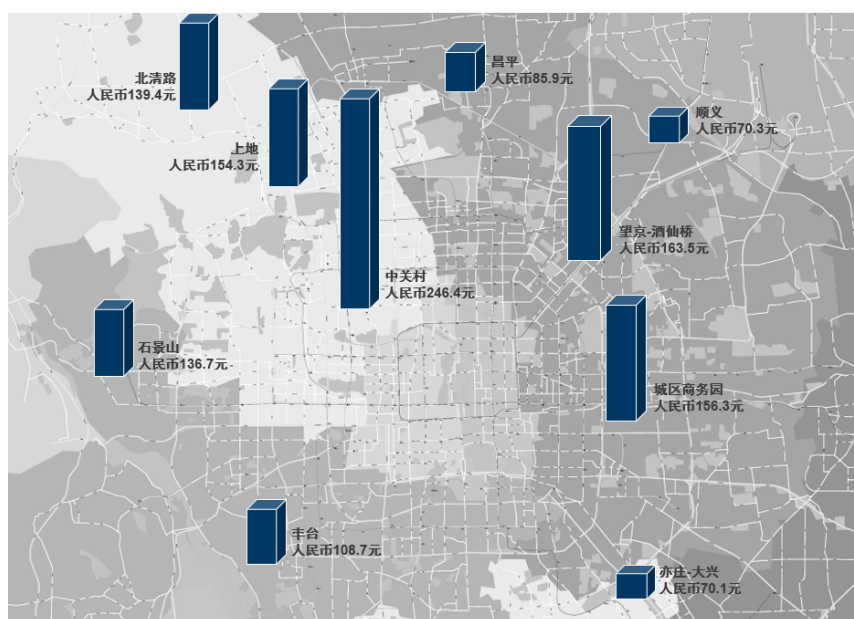 北清路
人民币139.4元
昌平
人民币85.9元
顺义
人民币70.3元
上地
人民币154.3元
望京-酒仙桥
人民币163.5元
中关村
人民币246.4元
石景山
人民币136.7元
城区商务园
人民币156.3元
丰台
人民币108.7元
亦庄-大兴
人民币70.1元